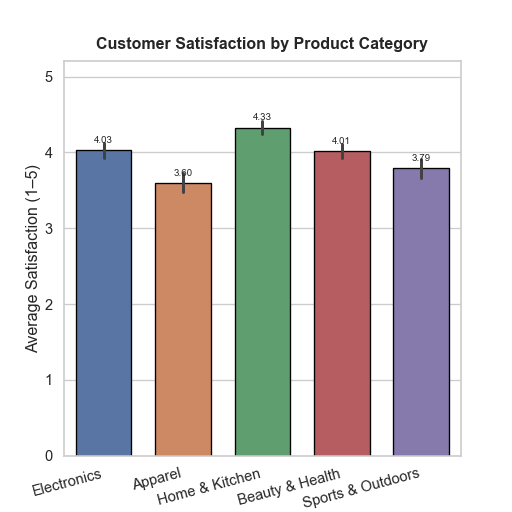 Customer Satisfaction by Product Category
Average Satisfaction (1–5)
5
4
3
2
1
0
4.03
3.60
4.33
4.01
3.79
Electronics
Apparel
Home & Kitchen
Beauty & Health
Sports & Outdoors